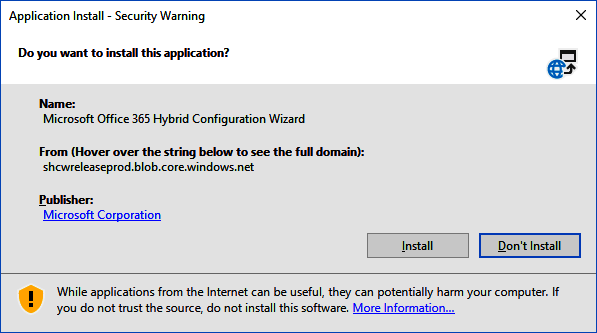 Application Install - Security Warning
Do you want to install this application?
Name:
Microsoft Office 365 Hybrid Configuration Wizard
From (Hover over the string below to see the full domain):
shcwreleaseprod.blob.core.windows.net
Publisher:
Microsoft Corporation
Install
Don't Install
While applications from the Internet can be useful, they can potentially harm your computer. If
you do not trust the source, do not install this software. More Information...